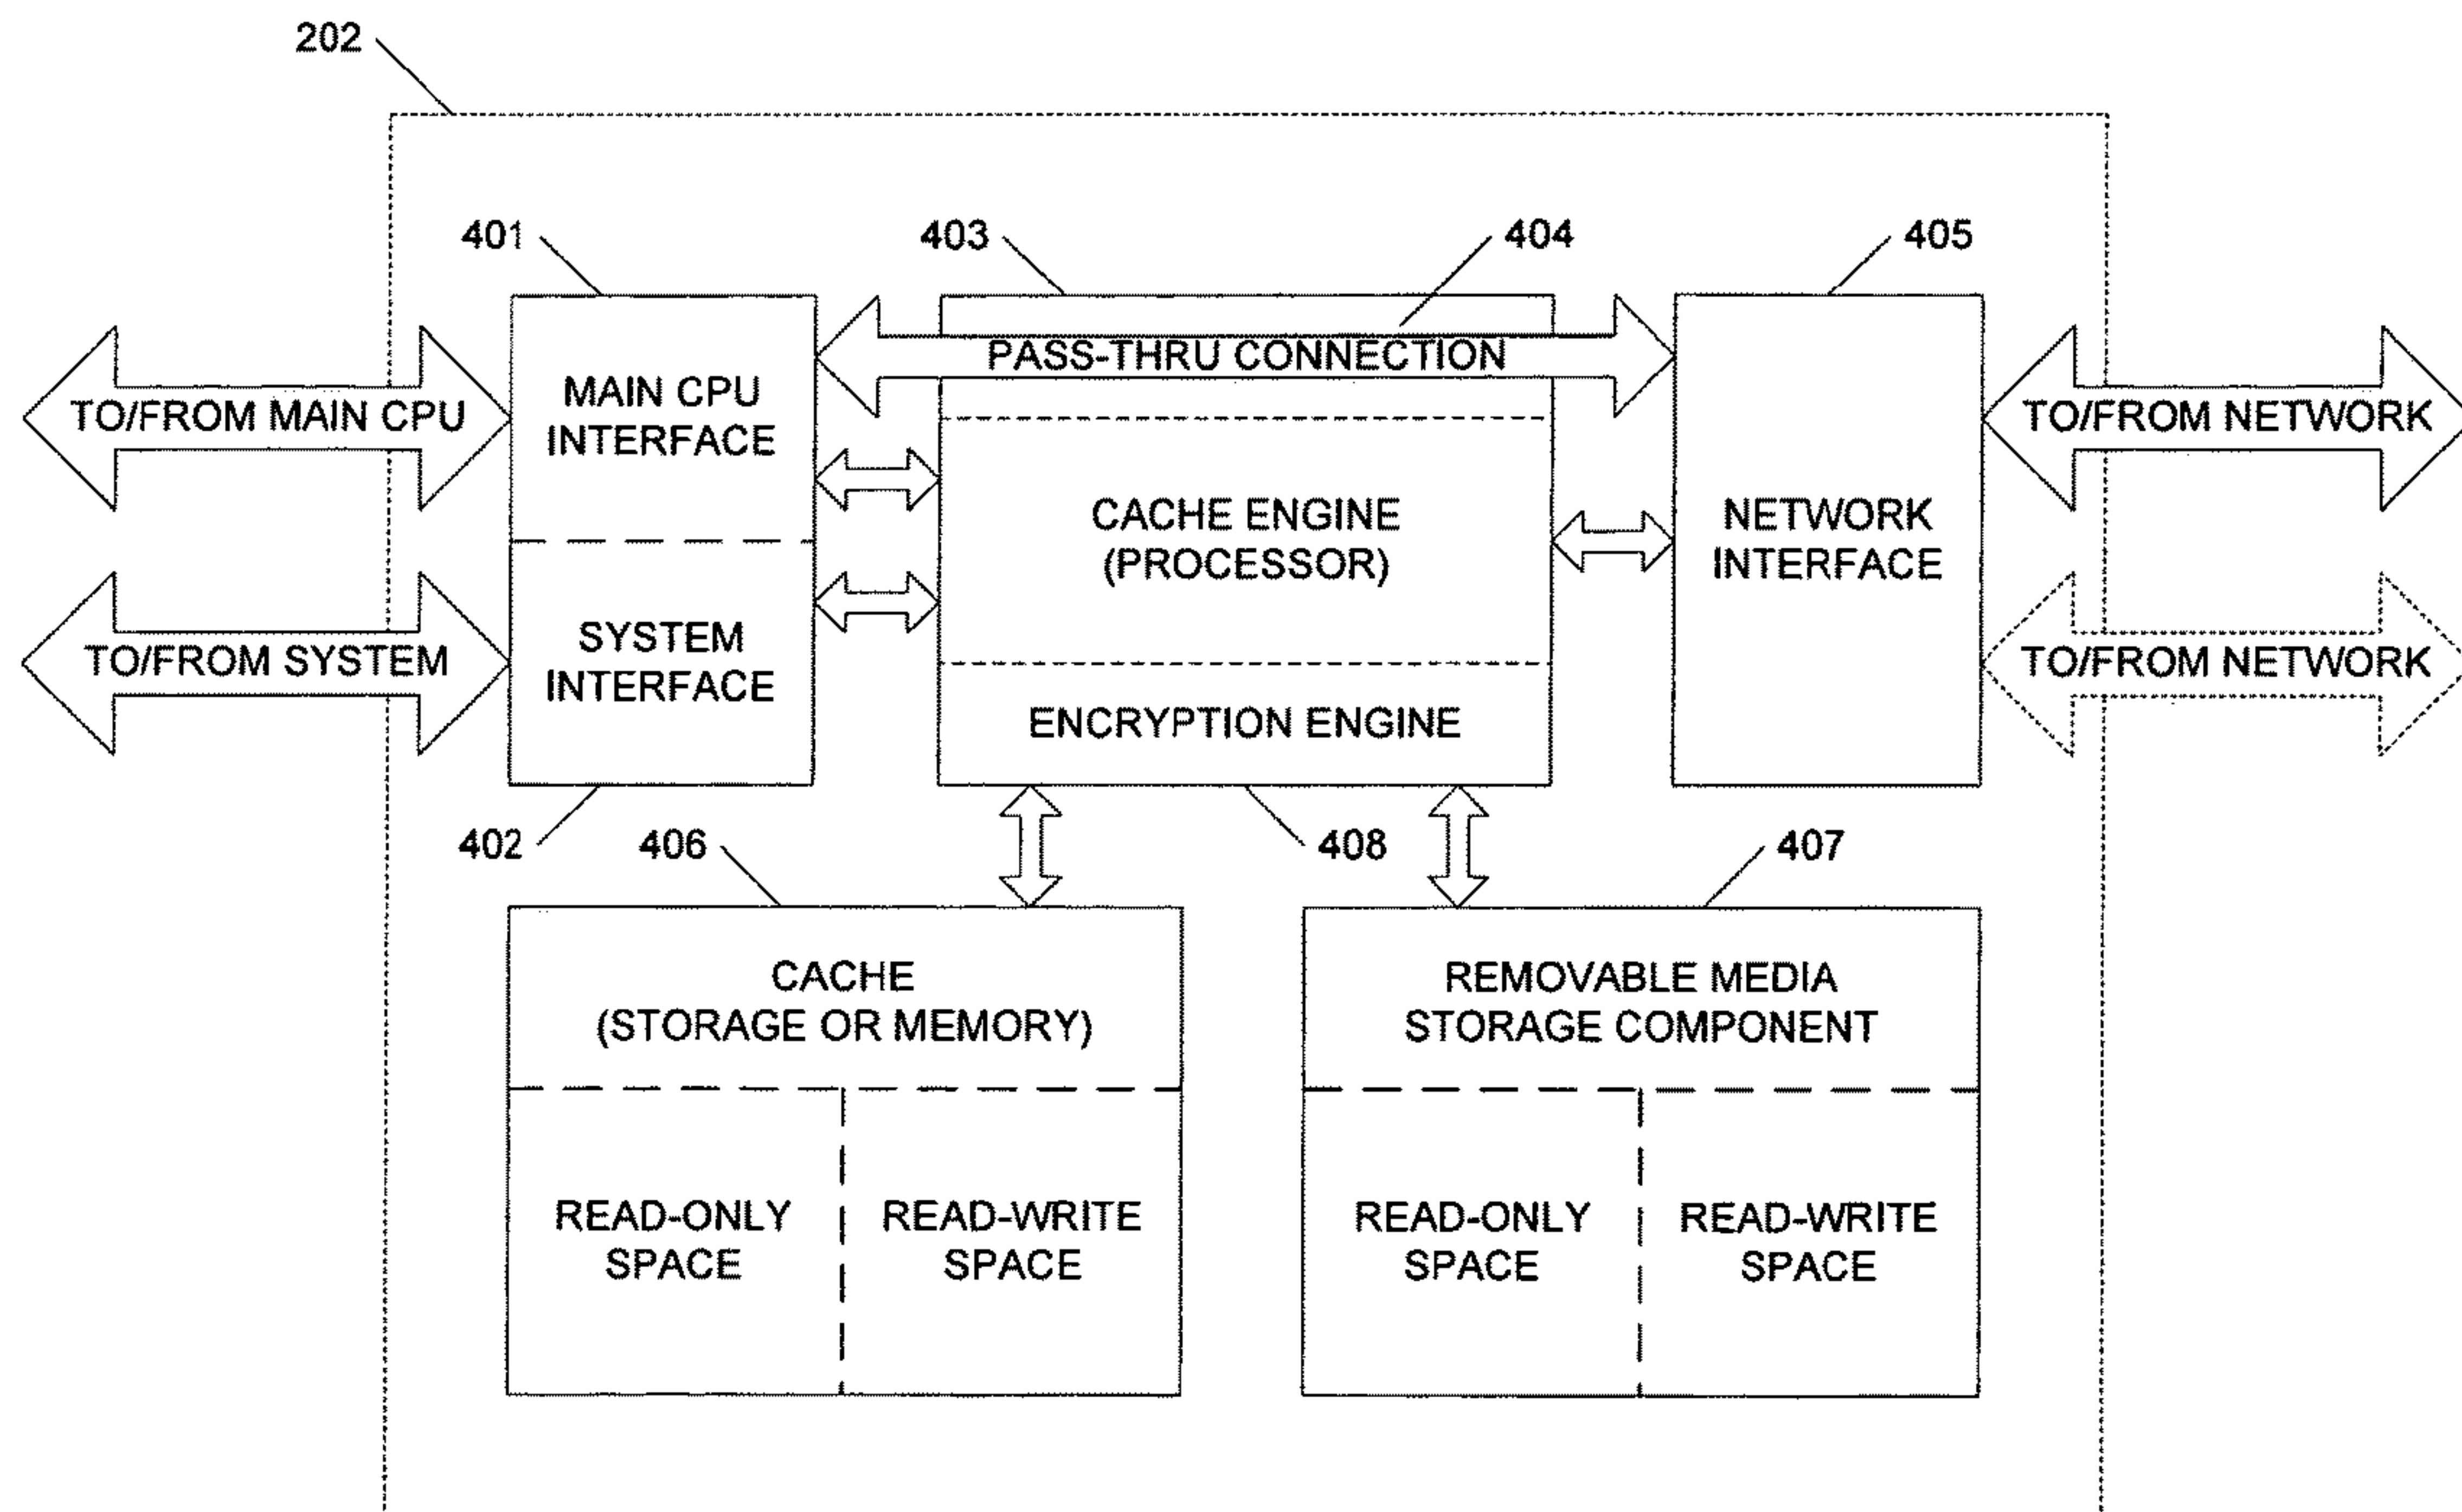 202
401
403
404
405
PASS-THRU CONNECTION
MAIN CPU
INTERFACE
TO/FROM MAIN CPU
TO/FROM NETWORK
CACHE ENGINE
(PROCESSOR)
NETWORK
INTERFACE
SYSTEM
INTERFACE
TO/FROM SYSTEM
TO/FROM NETWORK
ENCRYPTION ENGINE
402
406
408
407
CACHE
(STORAGE OR MEMORY)
REMOVABLE MEDIA
STORAGE COMPONENT
READ-ONLY
SPACE
READ-WRITE
SPACE
READ-ONLY
SPACE
READ-WRITE
SPACE